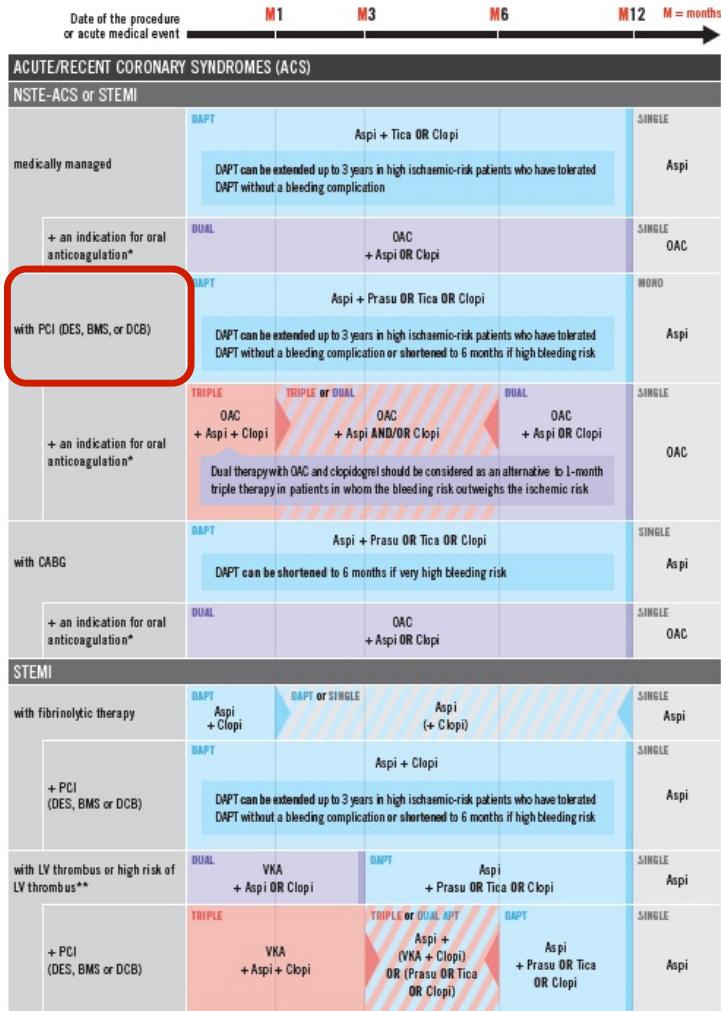 Date of the procedure
or acute medical event
M1 M3 M6 M12 M = months
ACUTE/RECENT CORONARY SYNDROMES (ACS)
NSTE-ACS or STEMI
medically managed
DAPT
Aspi + Tica OR Clopi
DAPT can be extended up to 3 years in high ischaemic-risk patients who have tolerated
DAPT without a bleeding complication
SINGLE
Aspi
+ an indication for oral
anticoagulation*
DUAL
OAC
+ Aspi OR Clopi
SINGLE
OAC
with PCI (DES, BMS, or DCB)
DAPT
Aspi + Prasu OR Tica OR Clopi
DAPT can be extended up to 3 years in high ischaemic-risk patients who have tolerated
DAPT without a bleeding complication or shortened to 6 months if high bleeding risk
MONO
Aspi
+ an indication for oral
anticoagulation*
TRIPLE
OAC
+ Aspi + Clopi
TRIPLE or DUAL
OAC
+ Aspi AND/OR Clopi
DUAL
OAC
+ Aspi OR Clopi
Dual therapy with OAC and clopidogrel should be considered as an alternative to 1-month
triple therapy in patients in whom the bleeding risk outweighs the ischemic risk
SINGLE
OAC
with CABG
DAPT
Aspi + Prasu OR Tica OR Clopi
DAPT can be shortened to 6 months if very high bleeding risk
SINGLE
Aspi
+ an indication for oral
anticoagulation*
DUAL
OAC
+ Aspi OR Clopi
SINGLE
OAC
STEMI
with fibrinolytic therapy
DAPT
Aspi
+ Clopi
DAPT or SINGLE
Aspi
(+ Clopi)
SINGLE
Aspi
+ PCI
(DES, BMS or DCB)
DAPT
Aspi + Clopi
DAPT can be extended up to 3 years in high ischaemic-risk patients who have tolerated
DAPT without a bleeding complication or shortened to 6 months if high bleeding risk
SINGLE
Aspi
with LV thrombus or high risk of
LV thrombus**
DUAL
VKA
+ Aspi OR Clopi
DAPT
Aspi
+ Prasu OR Tica OR Clopi
SINGLE
Aspi
+ PCI
(DES, BMS or DCB)
TRIPLE
VKA
+ Aspi + Clopi
TRIPLE or DUAL APT
Aspi +
(VKA + Clopi)
OR (Prasu OR Tica
OR Clopi)
DAPT
Aspi
+ Prasu OR Tica
OR Clopi
SINGLE
Aspi